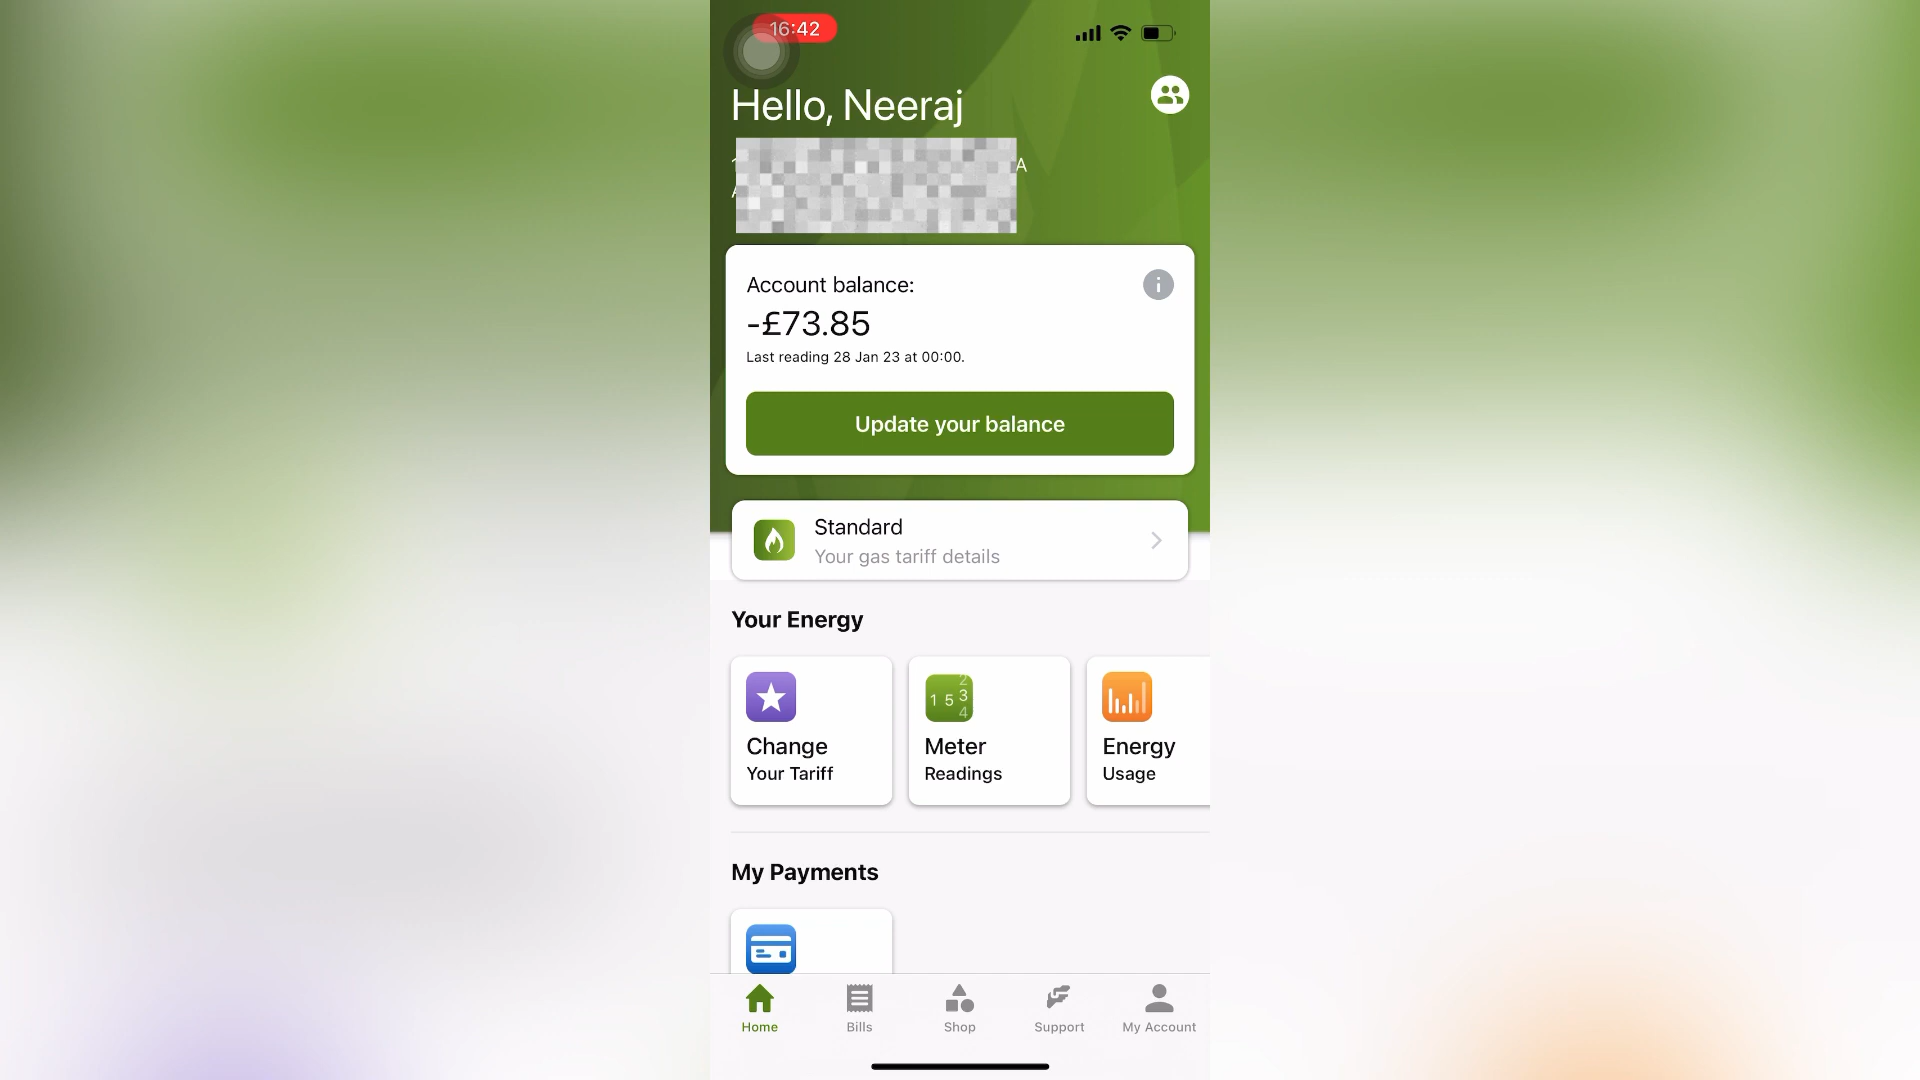 16:42
Hello, Neeraj
A
Account balance:
-£73.85
Last reading 28 Jan 23 at 00:00.
Update your balance
Standard
Your gas tariff details
Your Energy
1 5 3
2
4
Change
Your Tariff
Meter
Readings
Energy
Usage
My Payments
Home
Bills
Shop
Support
My Account